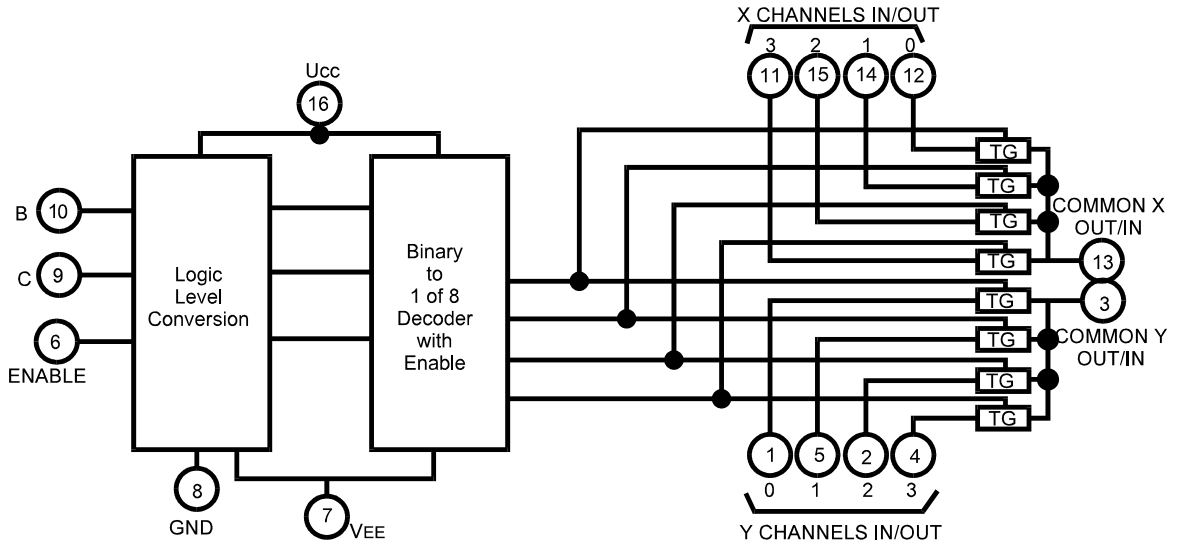 X CHANNELS IN/OUT
3 2 1 0
11 15 14 12
Ucc
16
TG
TG
TG
TG
COMMON X
OUT/IN
13
B 10
C 9
6
ENABLE
Logic
Level
Conversion
Binary
to
1 of 8
Decoder
with
Enable
TG
TG
TG
TG
3
COMMON Y
OUT/IN
1 5 2 4
0 1 2 3
Y CHANNELS IN/OUT
8
GND
7
VEE